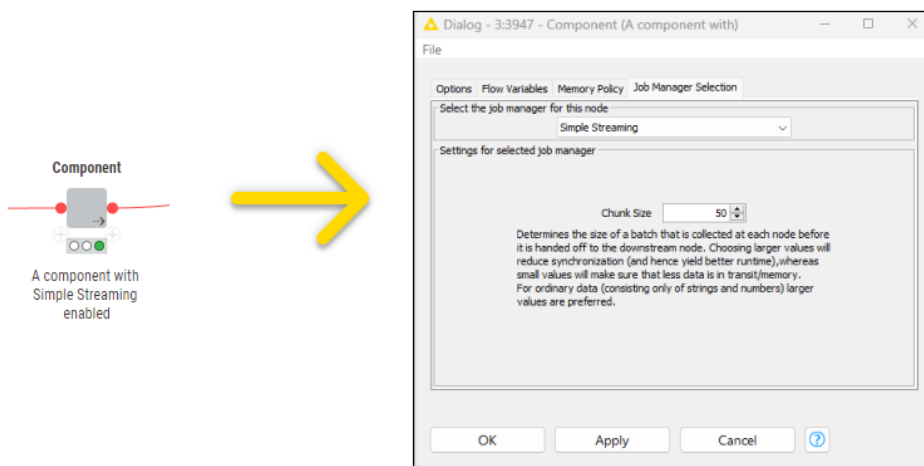 Component
A component with
Simple Streaming
enabled
Dialog - 3:3947 - Component (A component with)
File
Options Flow Variables Memory Policy Job Manager Selection
Select the job manager for this node
Simple Streaming
Settings for selected job manager
Chunk Size 50
Determines the size of a batch that is collected at each node before
it is handed off to the downstream node. Choosing larger values will
reduce synchronization (and hence yield better runtime),whereas
small values will make sure that less data is in transit/memory.
For ordinary data (consisting only of strings and numbers) larger
values are preferred.
OK Apply Cancel ?